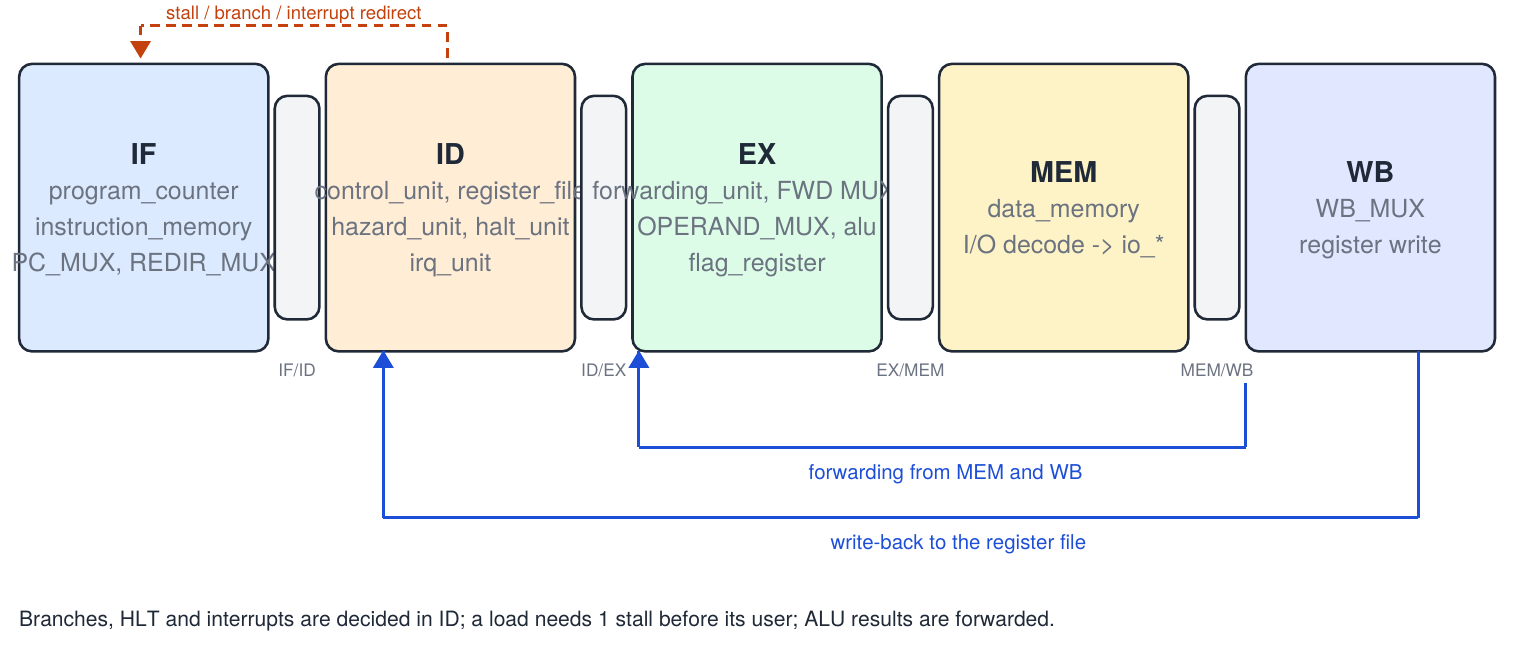 stall / branch / interrupt redirect
IF
program_counter
instruction_memory
PC_MUX, REDIR_MUX
ID
control_unit, register_file
hazard_unit, halt_unit
irq_unit
EX
forwarding_unit, FWD MUX
OPERAND_MUX, alu
flag_register
MEM
data_memory
I/O decode -> io_*
WB
WB_MUX
register write
IF/ID
ID/EX
EX/MEM
MEM/WB
forwarding from MEM and WB
write-back to the register file
Branches, HLT and interrupts are decided in ID; a load needs 1 stall before its user; ALU results are forwarded.